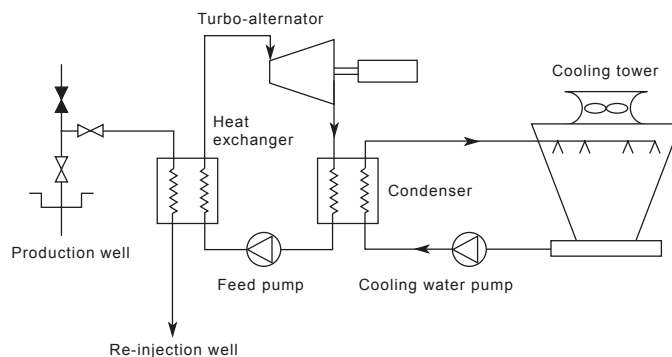 Turbo-alternator
Cooling tower
Heat
exchanger
Condenser
Production well
Feed pump
Cooling water pump
Re-injection well